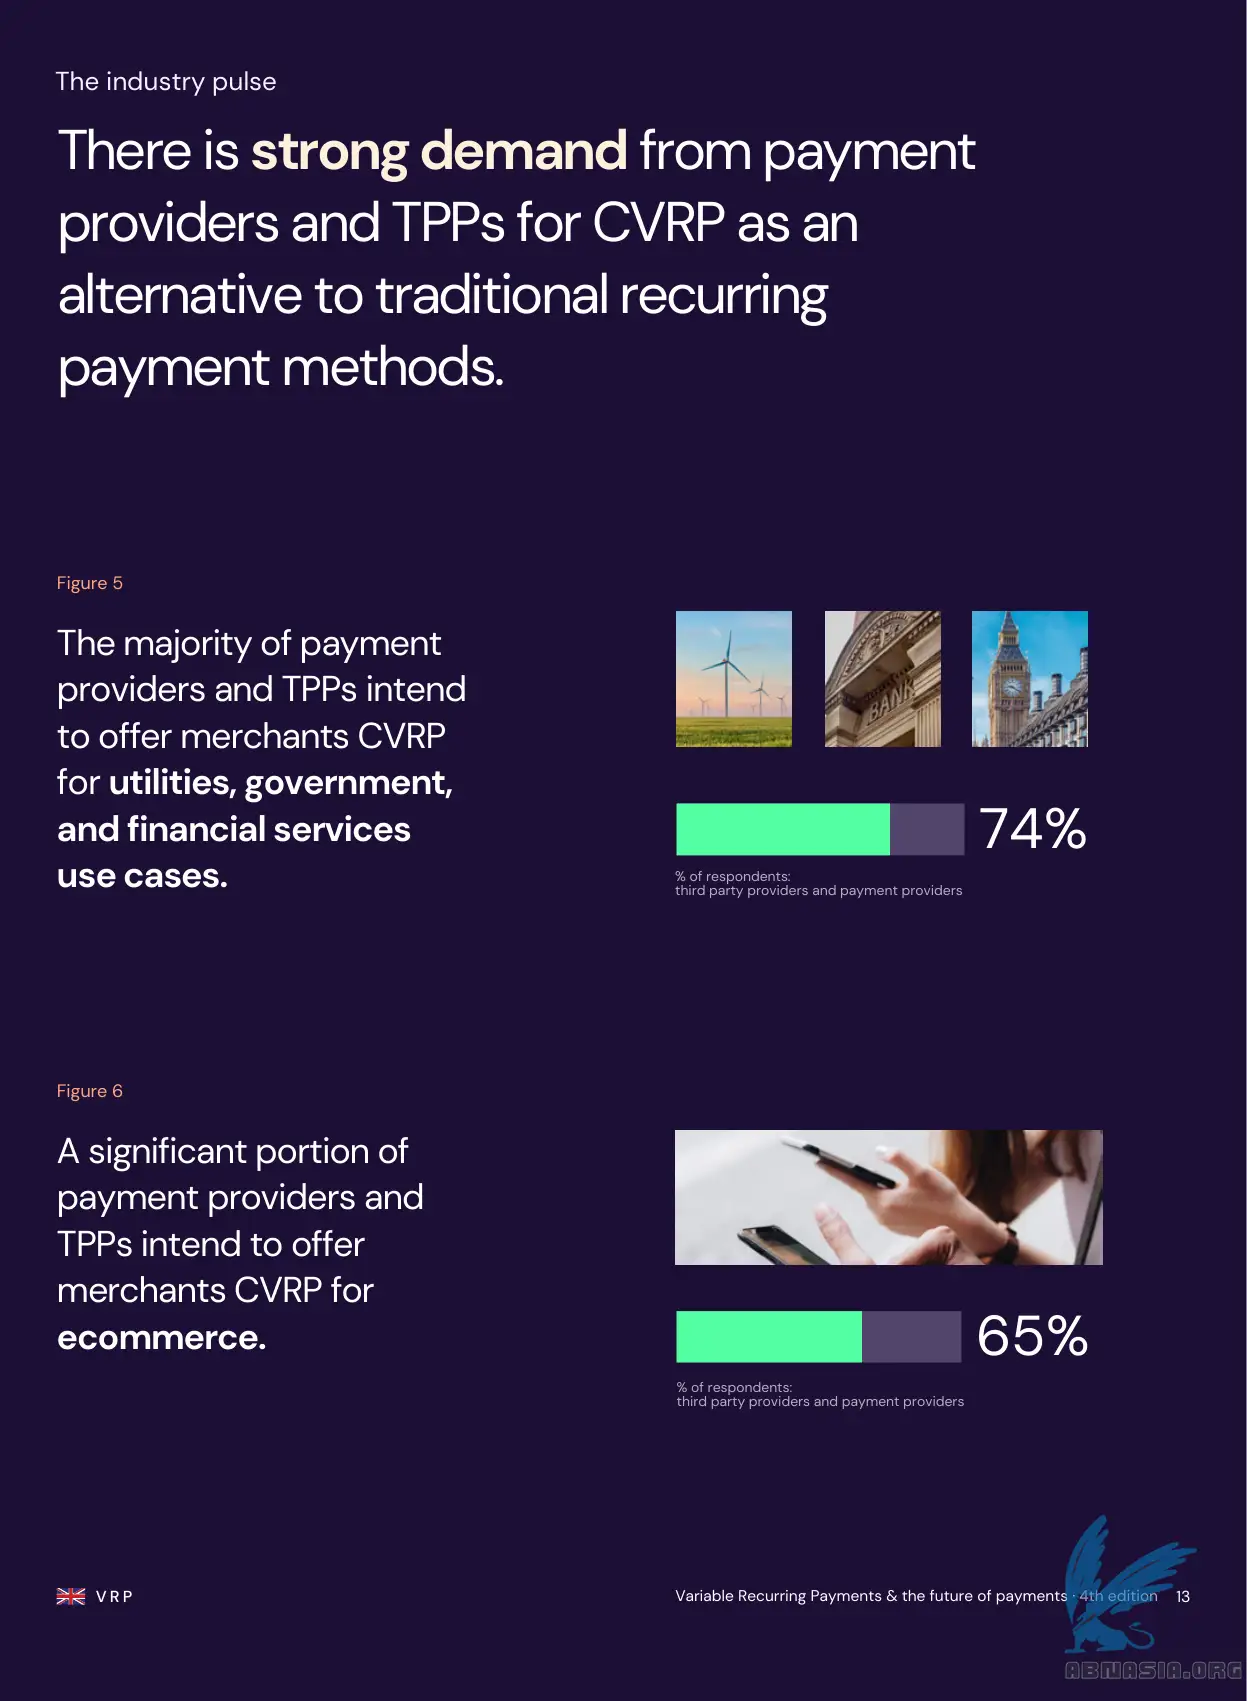 The industry pulse
There is strong demand from payment
providers and TPPs for CVRP as an
alternative to traditional recurring
payment methods.
Figure 5
The majority of payment
providers and TPPs intend
to offer merchants CVRP
for utilities, government,
and financial services
use cases.
BANK
74%
% of respondents:
third party providers and payment providers
Figure 6
A significant portion of
payment providers and
TPPs intend to offer
merchants CVRP for
ecommerce.
65%
% of respondents:
third party providers and payment providers
VRP
Variable Recurring Payments & the future of payments · 4th edition 13
ABNASIA.ORG